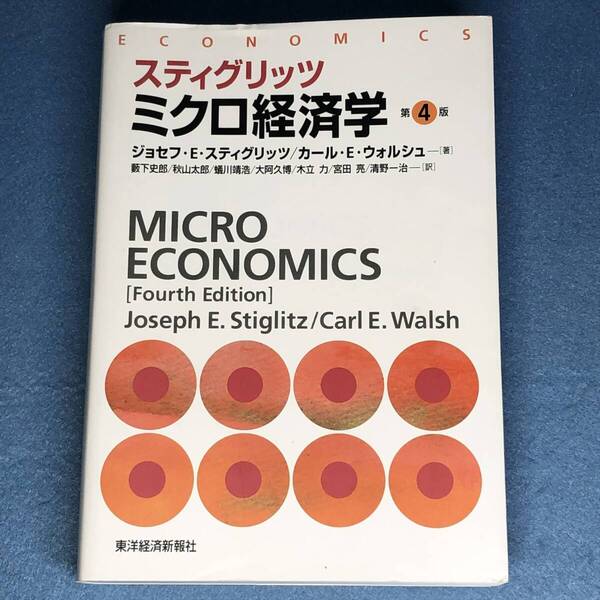 ECONOMICS
スティグリッツ
ミクロ経済学 第4版
ジョセフ・E・スティグリッツ/カール・E・ウォルシュ—[著]
藪下史郎/秋山太郎/蟻川靖浩/大阿久博/木立 力/宮田 亮/清野一治—[訳]
MICRO
ECONOMICS
[Fourth Edition]
Joseph E. Stiglitz/Carl E. Walsh
東洋経済新報社